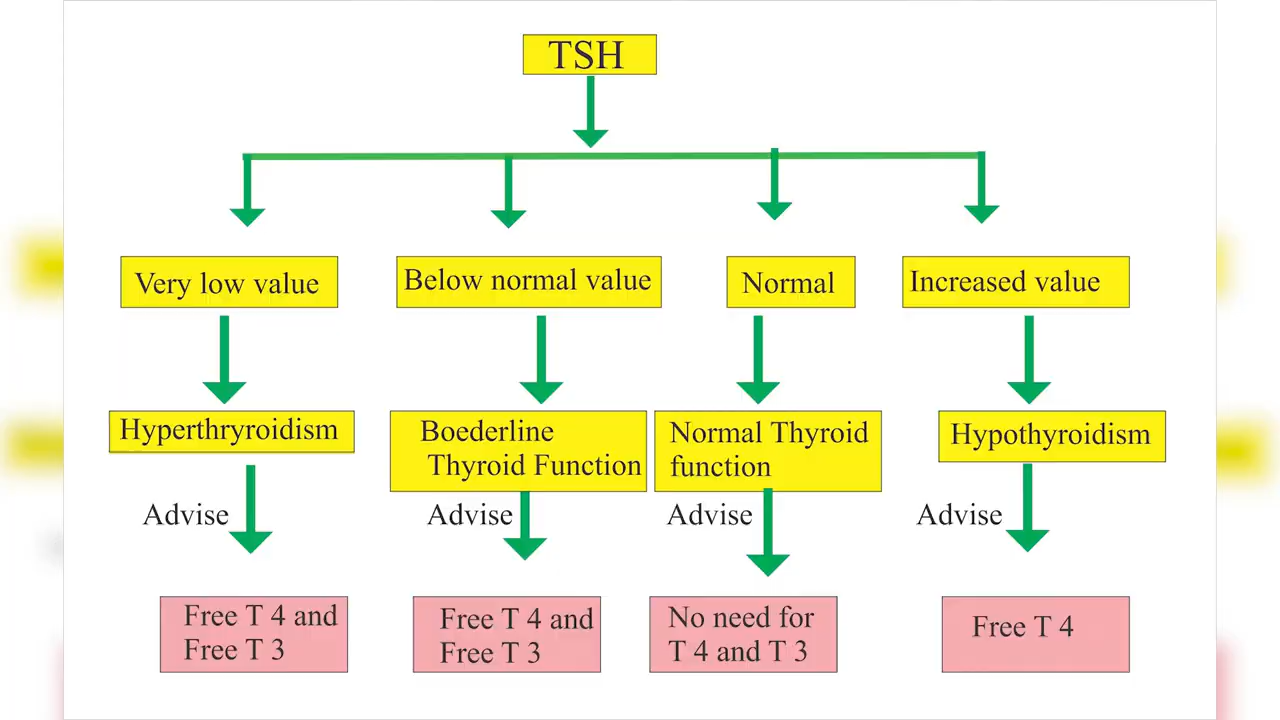 TSH
Very low value
Below normal value
Normal
Increased value
Hyperthryroidism
Boederline
Thyroid Function
Normal Thyroid
function
Hypothyroidism
Advise
Advise
Advise
Advise
Free T 4 and
Free T 3
Free T 4 and
Free T 3
No need for
T 4 and T 3
Free T 4